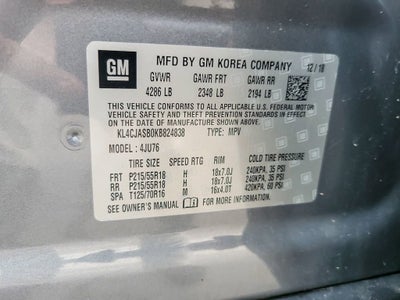 GM
MFD BY GM KOREA COMPANY 12/18
GVWR GAWR FRT GAWR RR
4286 LB 2348 LB 2194 LB
THIS VEHICLE CONFORMS TO ALL APPLICABLE U.S. FEDERAL MOTOR
VEHICLE SAFETY, BUMPER, AND THEFT PREVENTION STANDARDS IN
EFFECT ON THE DATE OF MANUFACTURE SHOWN ABOVE.
KL4CJASB0KB824838 TYPE: MPV
MODEL: 4JU76
TIRE SIZE SPEED RTG RIM COLD TIRE PRESSURE
FRT P215/55R18 H 18x7.0J 240KPA, 35 PSI
RR P215/55R18 H 18x7.0J 240KPA, 35 PSI
SPA T125/70R16 M 16x4.0T 420KPA, 60 PSI
SEE OWNER'S MANUAL FOR MORE INFORMATION.